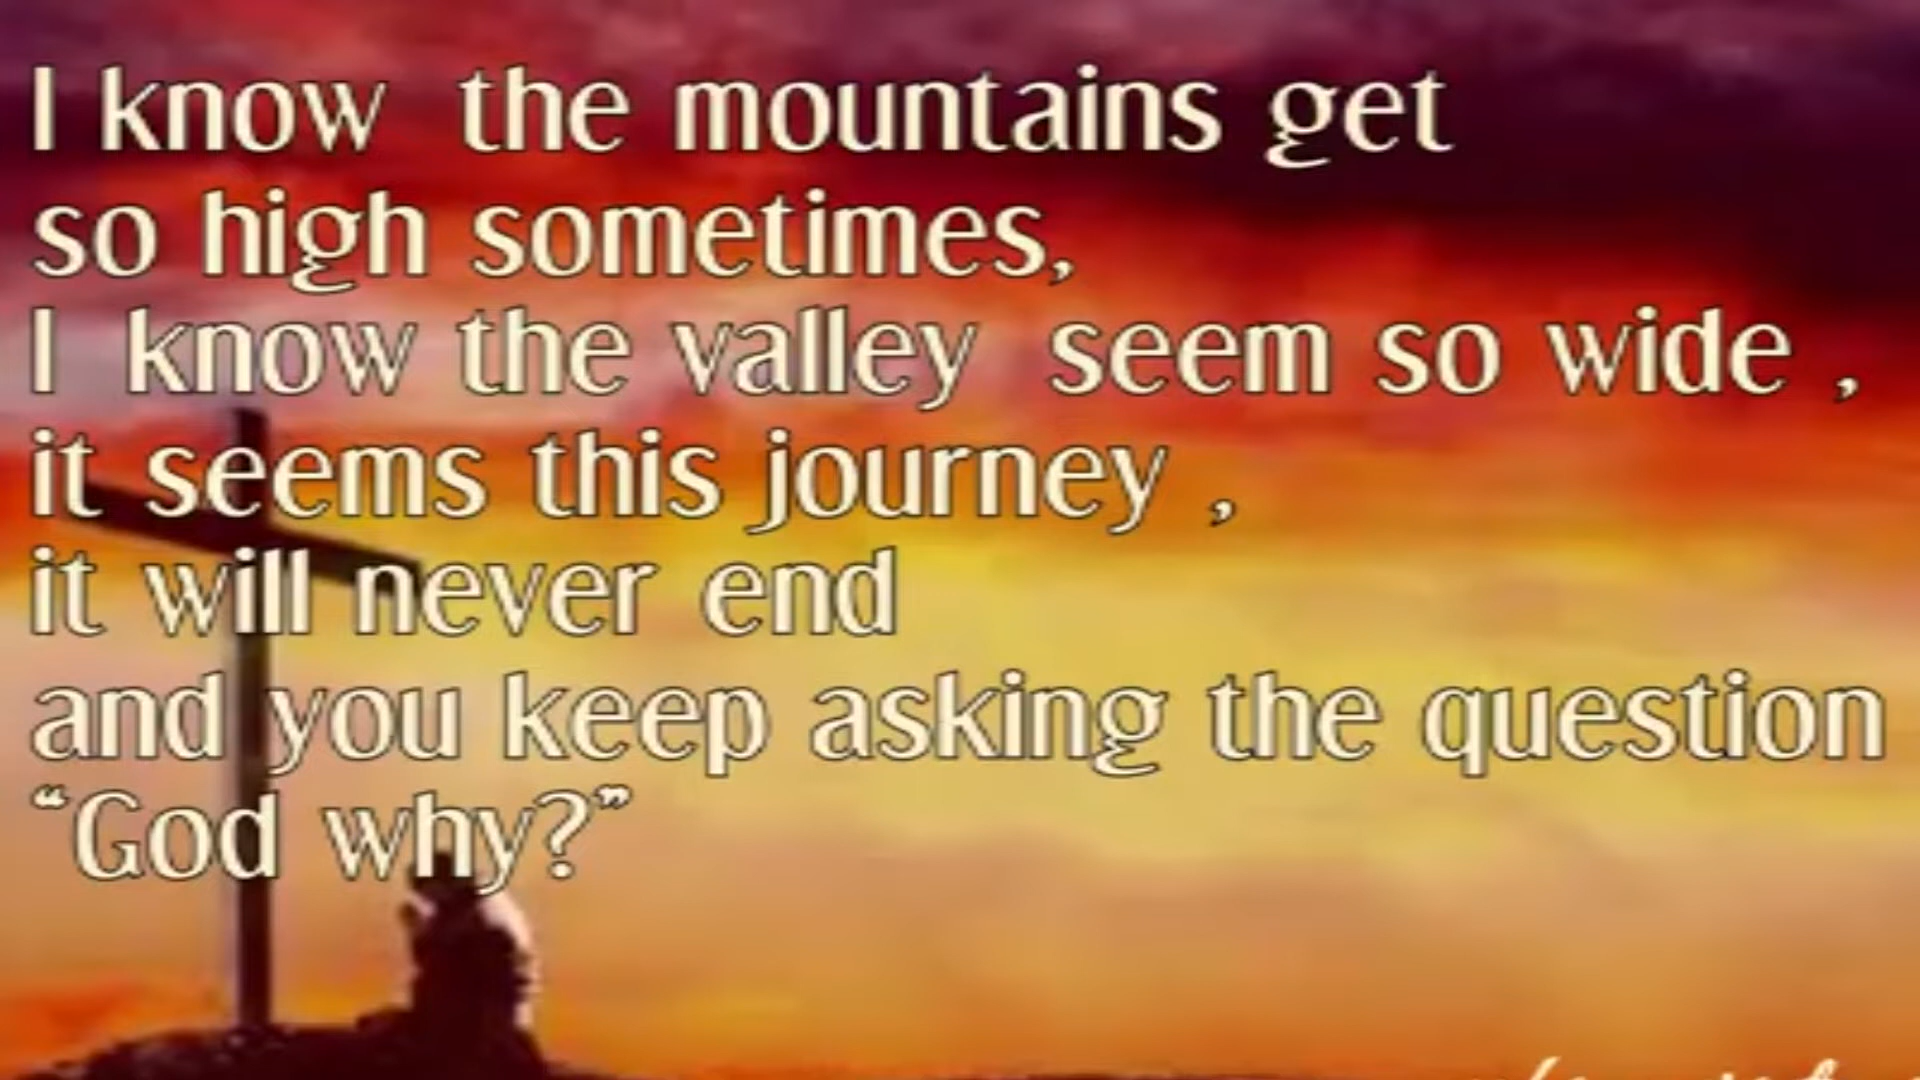 I know the mountains get
so high sometimes,
I know the valley seem so wide ,
it seems this journey ,
it will never end
and you keep asking the question
“God why?”